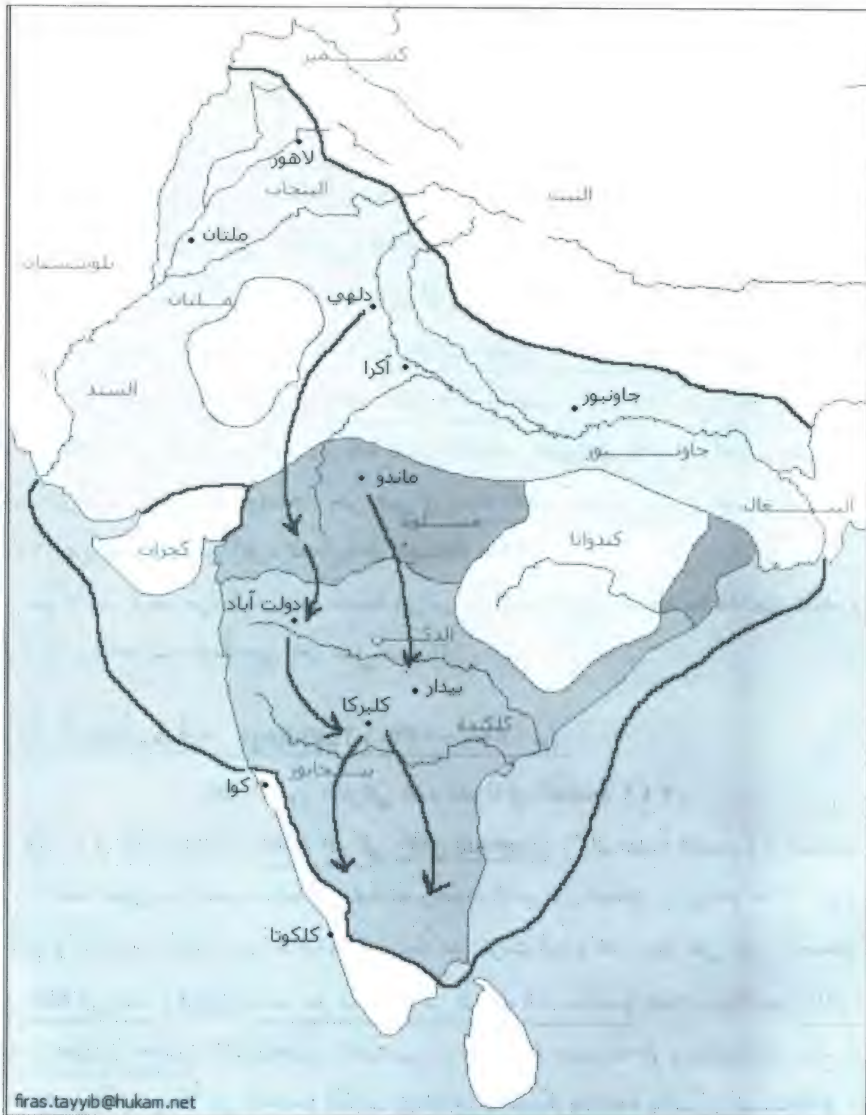 كشمير
لاهور
البنجاب
التبت
ملتان
بلوشستان
ملتان
دلهي
آكرا
السند
جاونبور
جاونبور
ماندو
البنغال
ملوة
كندوانا
كجرات
دولت آباد
الدكن
بيدار
كلبركا
كلكندة
بيجابور
كوا
كلكوتا
firas.tayyib@hukam.net